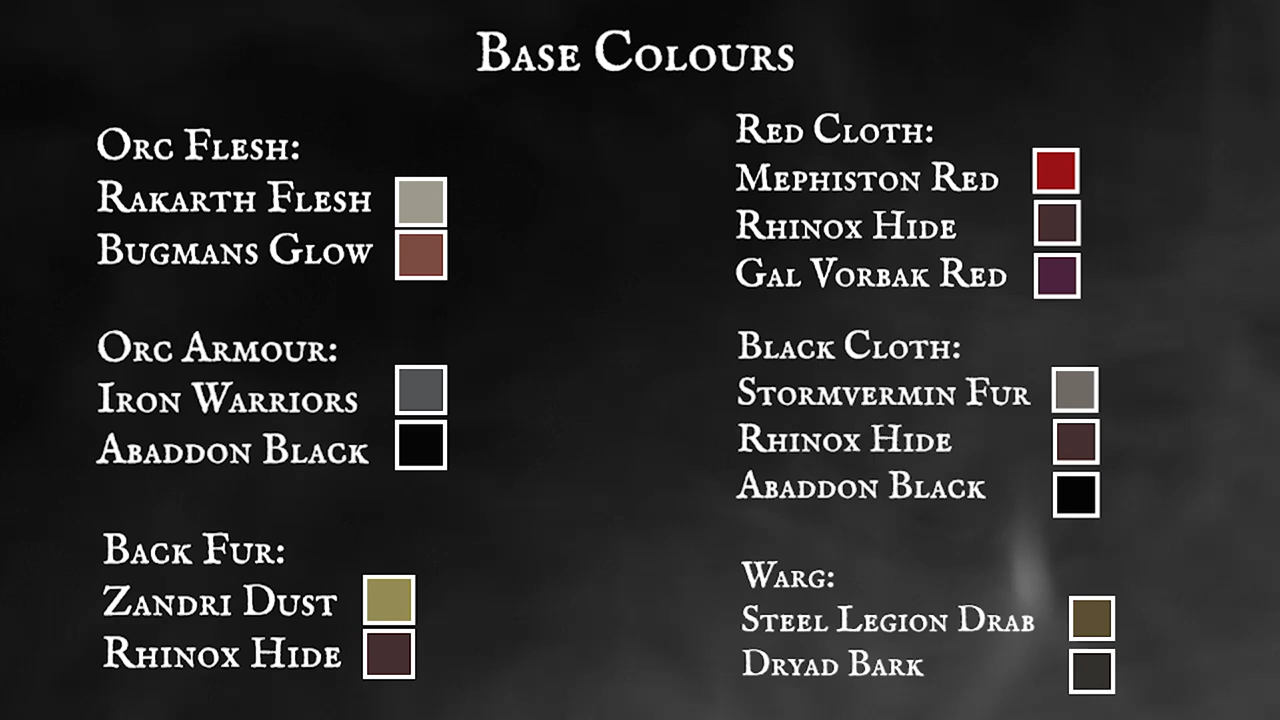 Base Colours
Orc Flesh:
Rakarth Flesh
Bugmans Glow
Orc Armour:
Iron Warriors
Abaddon Black
Back Fur:
Zandri Dust
Rhinox Hide
Red Cloth:
Mephiston Red
Rhinox Hide
Gal Vorbak Red
Black Cloth:
Stormvermin Fur
Rhinox Hide
Abaddon Black
Warg:
Steel Legion Drab
Dryad Bark